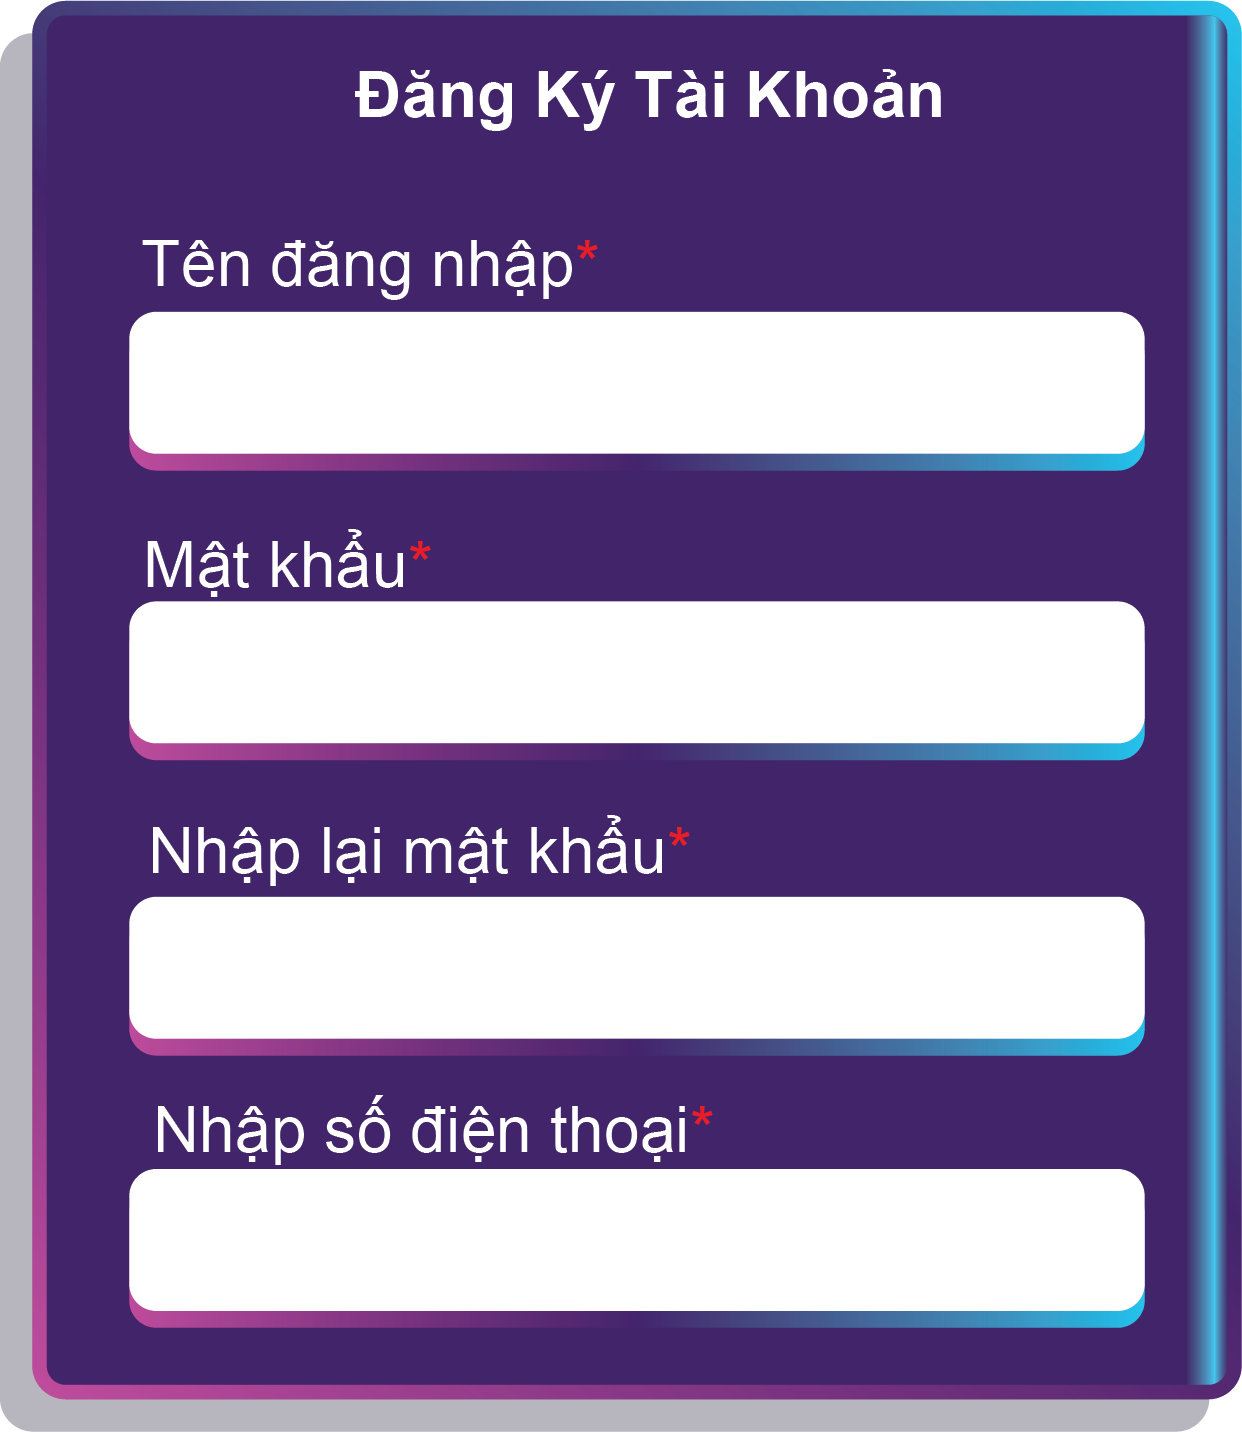 Đăng Ký Tài Khoản
Tên đăng nhập*
Mật khẩu*
Nhập lại mật khẩu*
Nhập số điện thoại*